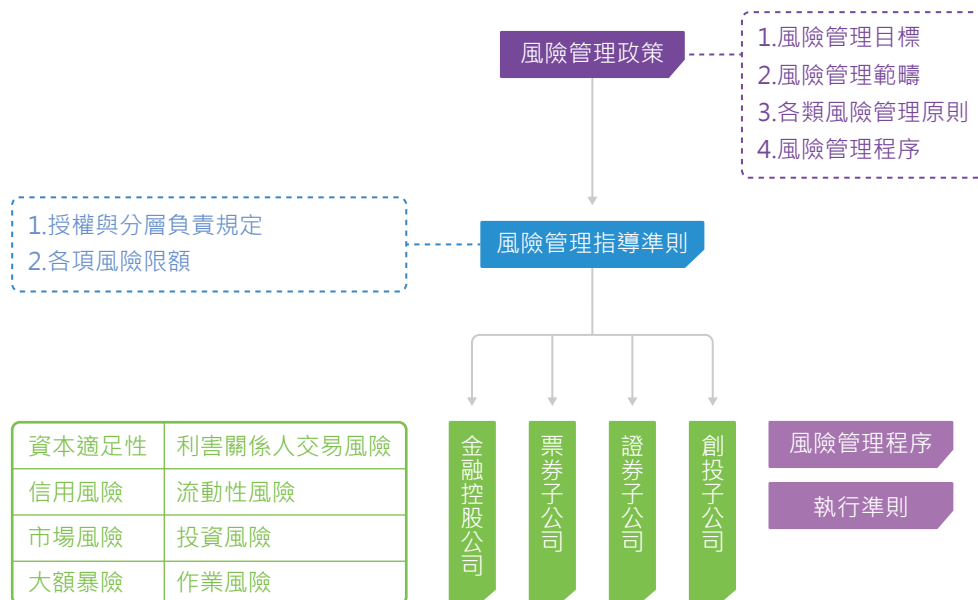 風險管理政策
1.風險管理目標
2.風險管理範疇
3.各類風險管理原則
4.風險管理程序
1.授權與分層負責規定
2.各項風險限額
風險管理指導準則
資本適足性 利害關係人交易風險
信用風險 流動性風險
市場風險 投資風險
大額暴險 作業風險
金融控股公司
票券子公司
證券子公司
創投子公司
風險管理程序
執行準則